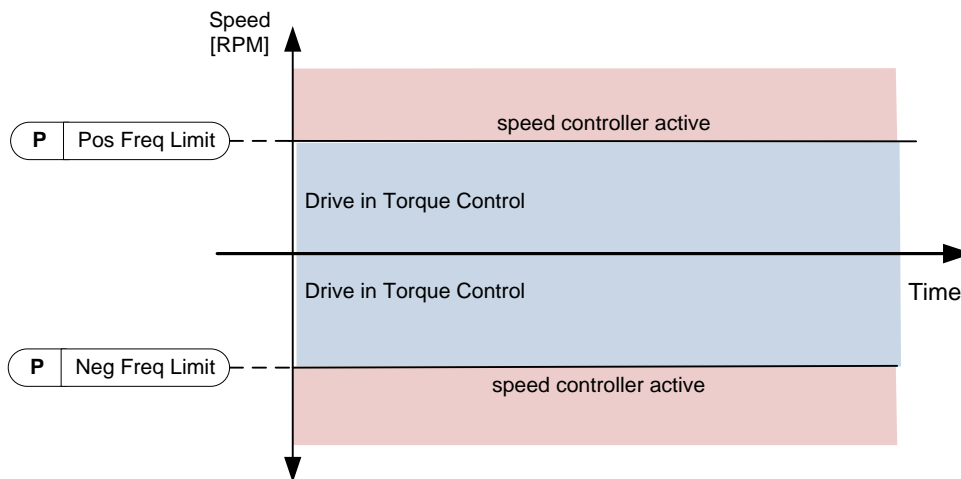 Speed
[RPM]
speed controller active
P Pos Freq Limit
Drive in Torque Control
Drive in Torque Control
Time
P Neg Freq Limit
speed controller active